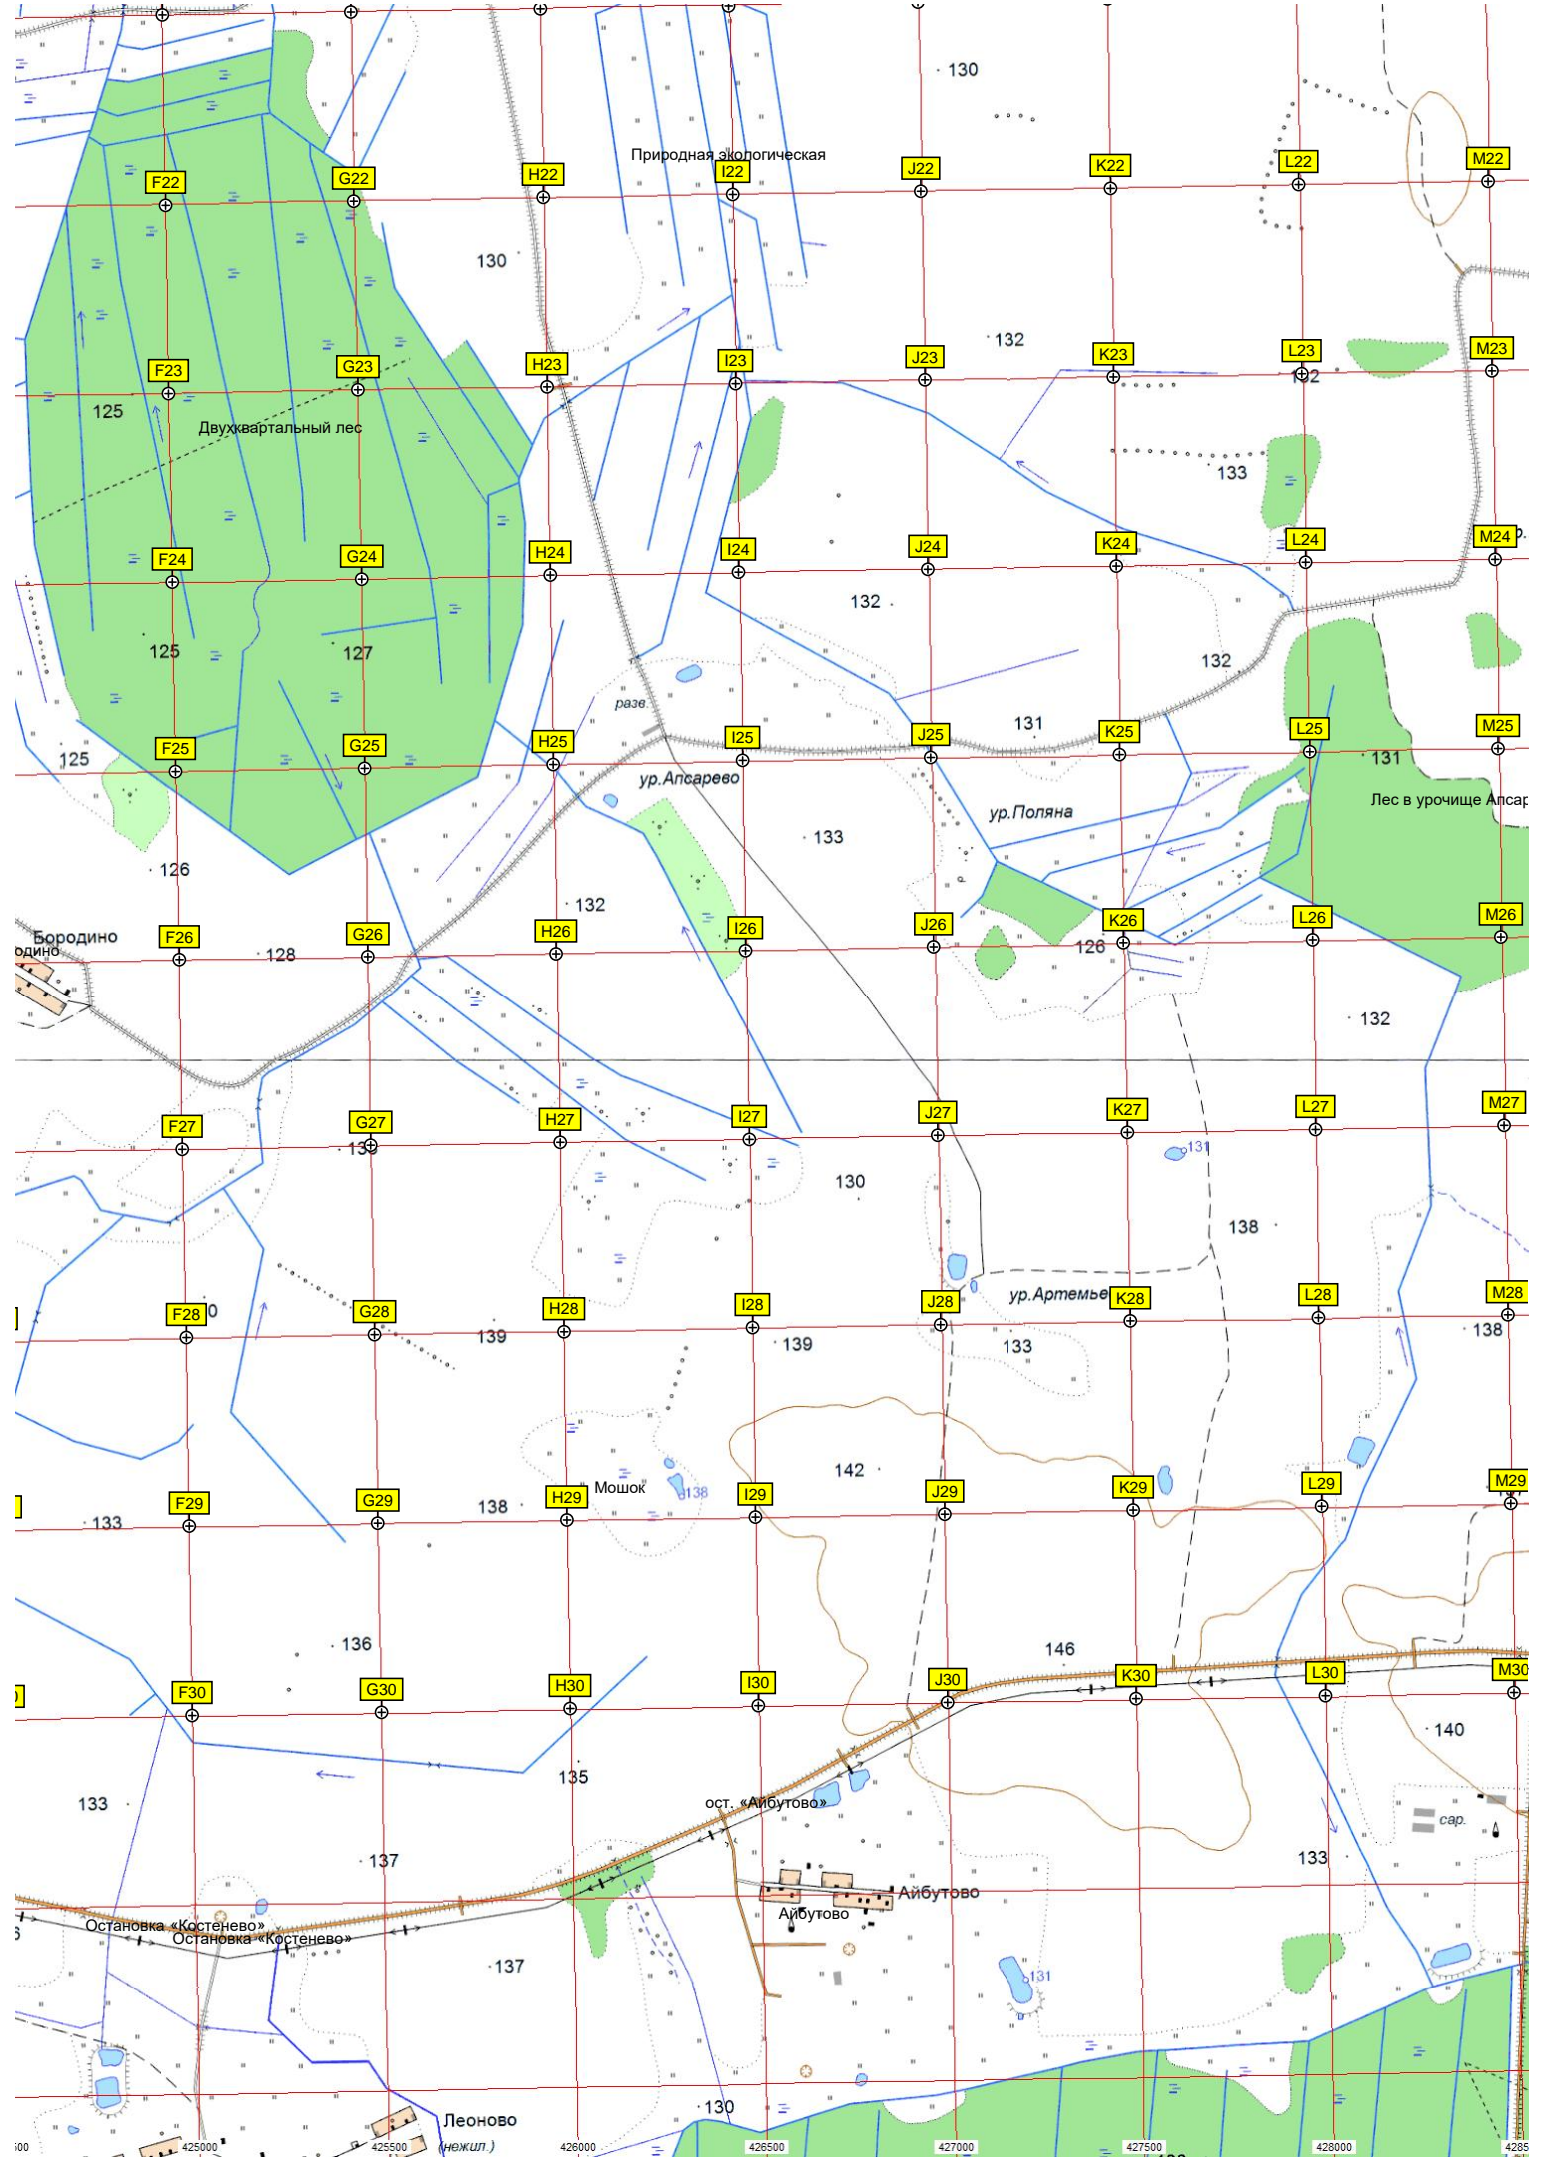 130
Природная экологическая
F22
G22
H22
I22
J22
K22
L22
M22
130
132
F23
G23
H23
I23
J23
K23
L23
M23
132
125
Двухквартальный лес
133
F24
G24
H24
I24
J24
K24
L24
M24
р.
132
125
127
132
разв.
131
F25
G25
H25
I25
J25
K25
L25
M25
125
ур.Апсарево
131
Лес в урочище Апсар
ур.Поляна
133
126
132
Бородино
одино
F26
G26
H26
I26
J26
K26
L26
M26
128
126
132
F27
G27
H27
I27
J27
K27
L27
M27
131
130
138
ур.Артемье
F28
0
G28
H28
I28
J28
K28
L28
M28
139
139
133
138
142
F29
G29
H29
Мошок
138
I29
J29
K29
L29
M29
138
133
136
146
F30
G30
H30
I30
J30
K30
L30
M30
140
135
133
ост. «Айбутово»
сар.
137
133
Айбутово
Айбутово
Остановка «Костенево»
Остановка «Костенево»
6
137
131
130
Леоново
(нежил.)
500
425000
425500
426000
426500
427000
427500
428000
4285